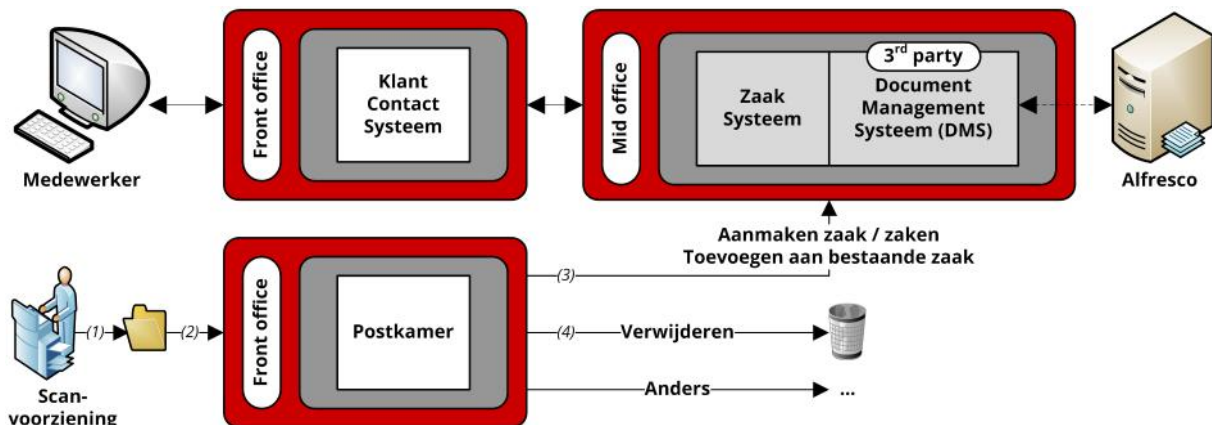 Medewerker
Front office
Klant
Contact
Systeem
Mid office
Zaak
Systeem
3rd party
Document
Management
Systeem (DMS)
Alfresco
Aanmaken zaak / zaken
Toevoegen aan bestaande zaak
Scan-
voorziening
(1)
(2)
Front office
Postkamer
(3)
(4)
Verwijderen
Anders
...